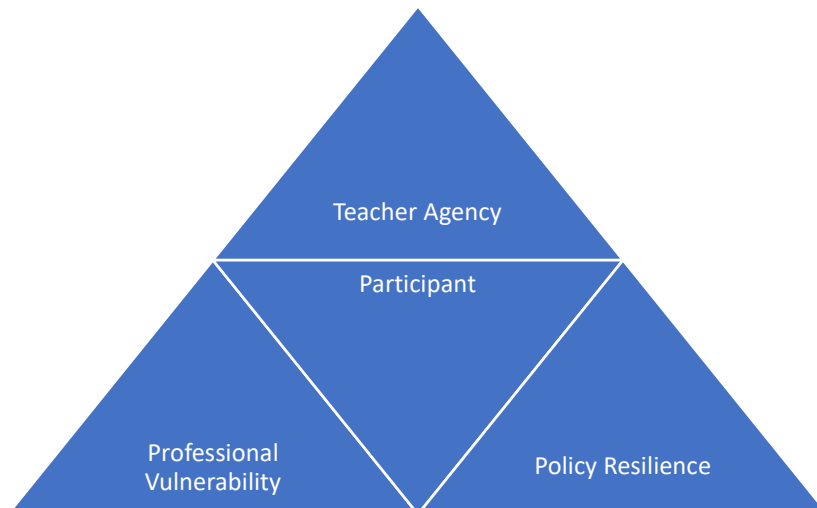 Teacher Agency
Participant
Professional
Vulnerability
Policy Resilience